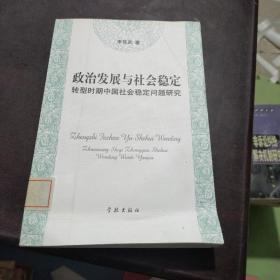 著
政治发展与社会稳定
转型时期中国社会稳定问题研究
Zhengzhi Fazhan Yu Shehui Wending
Zhuanxing Shiqi Zhongguo Shehui
Wending Wenti Yanjiu
学林出版社